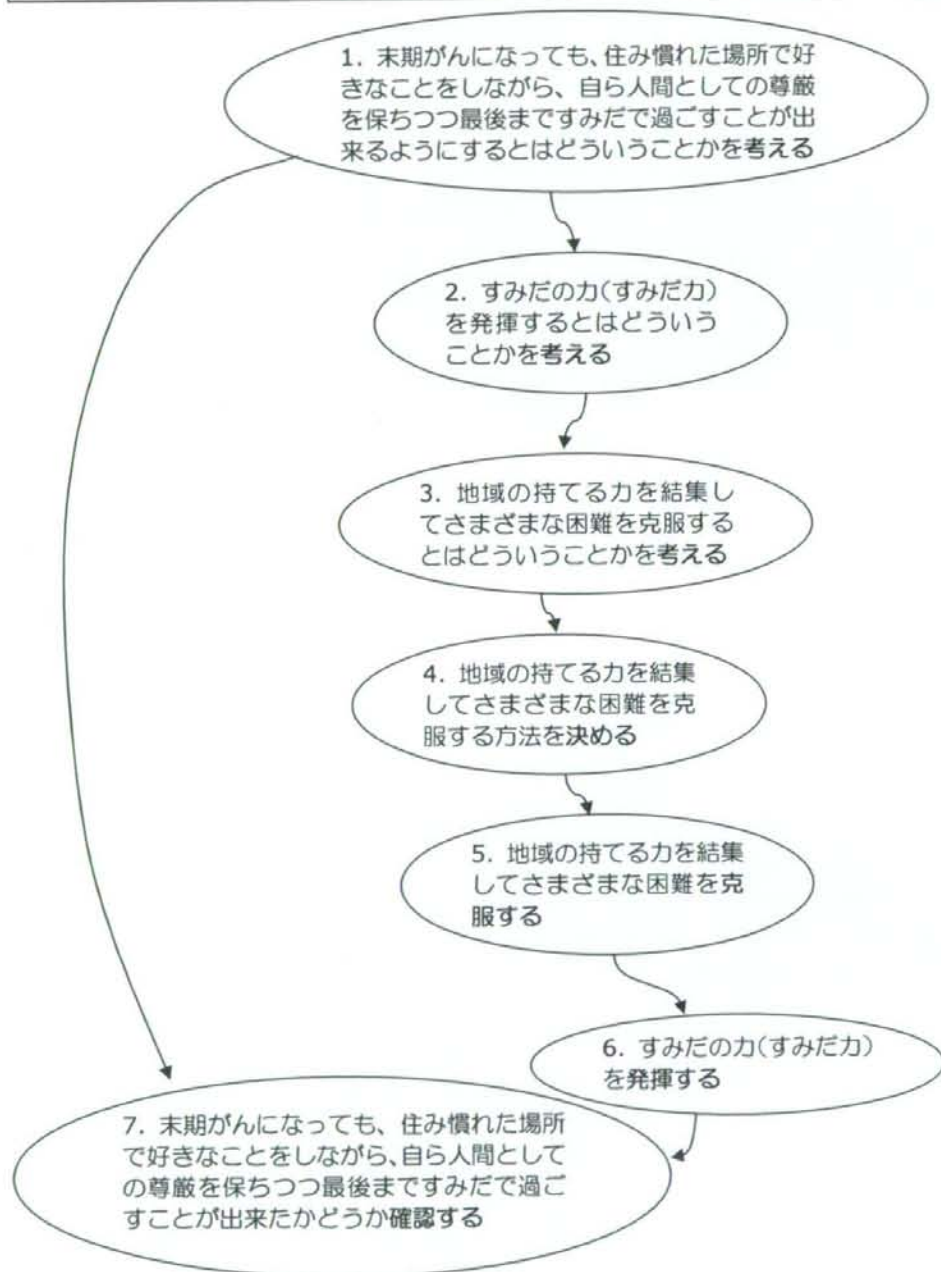 1. 末期がんになっても、住み慣れた場所で好
きなことをしながら、自ら人間としての尊厳
を保ちつつ最後まですみだで過ごすことが出
来るようにするとはどういうことかを考える
2. すみだの力(すみだ力)
を発揮するとはどういう
ことかを考える
3. 地域の持てる力を結集し
てさまざまな困難を克服する
とはどういうことかを考える
4. 地域の持てる力を結集
してさまざまな困難を克
服する方法を決める
5. 地域の持てる力を結集
してさまざまな困難を克
服する
6. すみだの力(すみだ力)
を発揮する
7. 末期がんになっても、住み慣れた場所
で好きなことをしながら、自ら人間として
の尊厳を保ちつつ最後まですみだで過ご
すことが出来たかどうか確認する